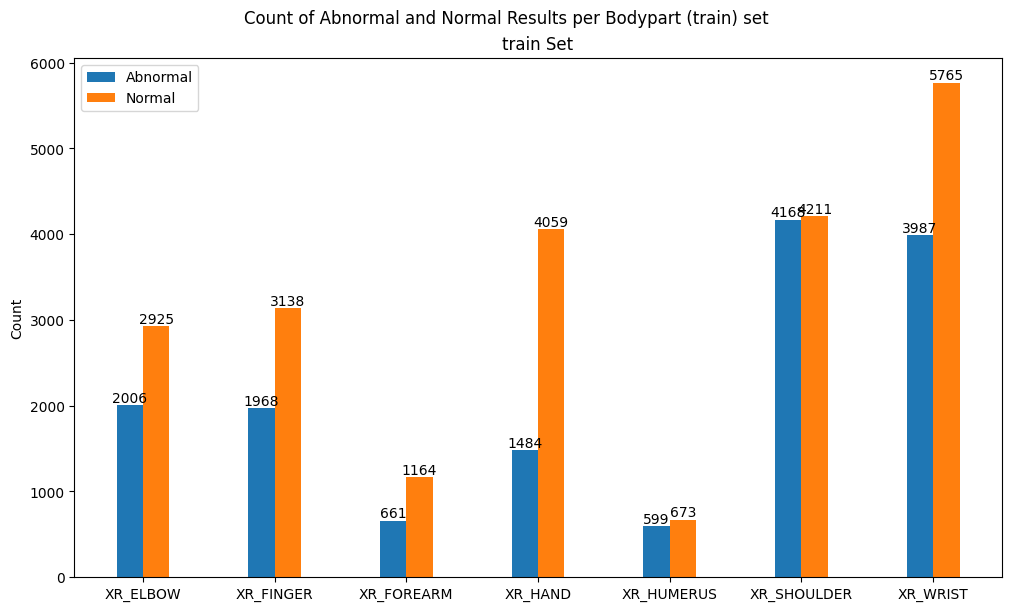 Count of Abnormal and Normal Results per Bodypart (train) set
train Set
Abnormal
Normal
Count
6000
5000
4000
3000
2000
1000
0
2006
2925
1968
3138
661
1164
1484
4059
599
673
4168
4211
3987
5765
XR_ELBOW
XR_FINGER
XR_FOREARM
XR_HAND
XR_HUMERUS
XR_SHOULDER
XR_WRIST